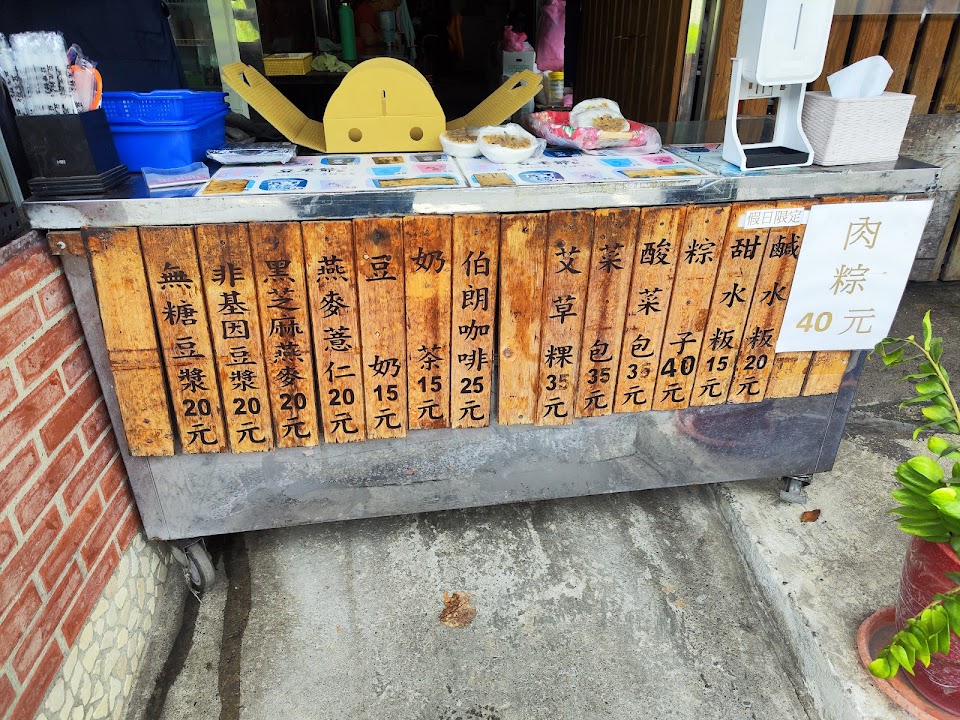 無糖豆漿20元
非基因豆漿20元
黑芝麻燕麥20元
燕麥薏仁20元
豆奶15元
奶茶15元
伯朗咖啡25元
艾草粿35元
菜包35元
酸菜包35元
粽子40元
甜水粄15元
鹹水粄20元
假日限定
肉粽
40元